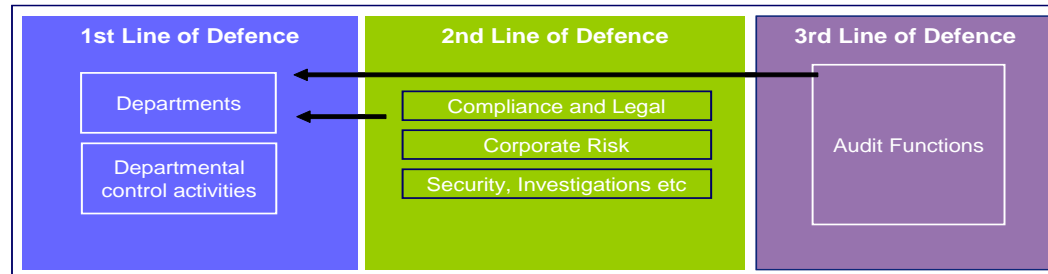 1st Line of Defence
Departments
Departmental
control activities
2nd Line of Defence
Compliance and Legal
Corporate Risk
Security, Investigations etc
3rd Line of Defence
Audit Functions